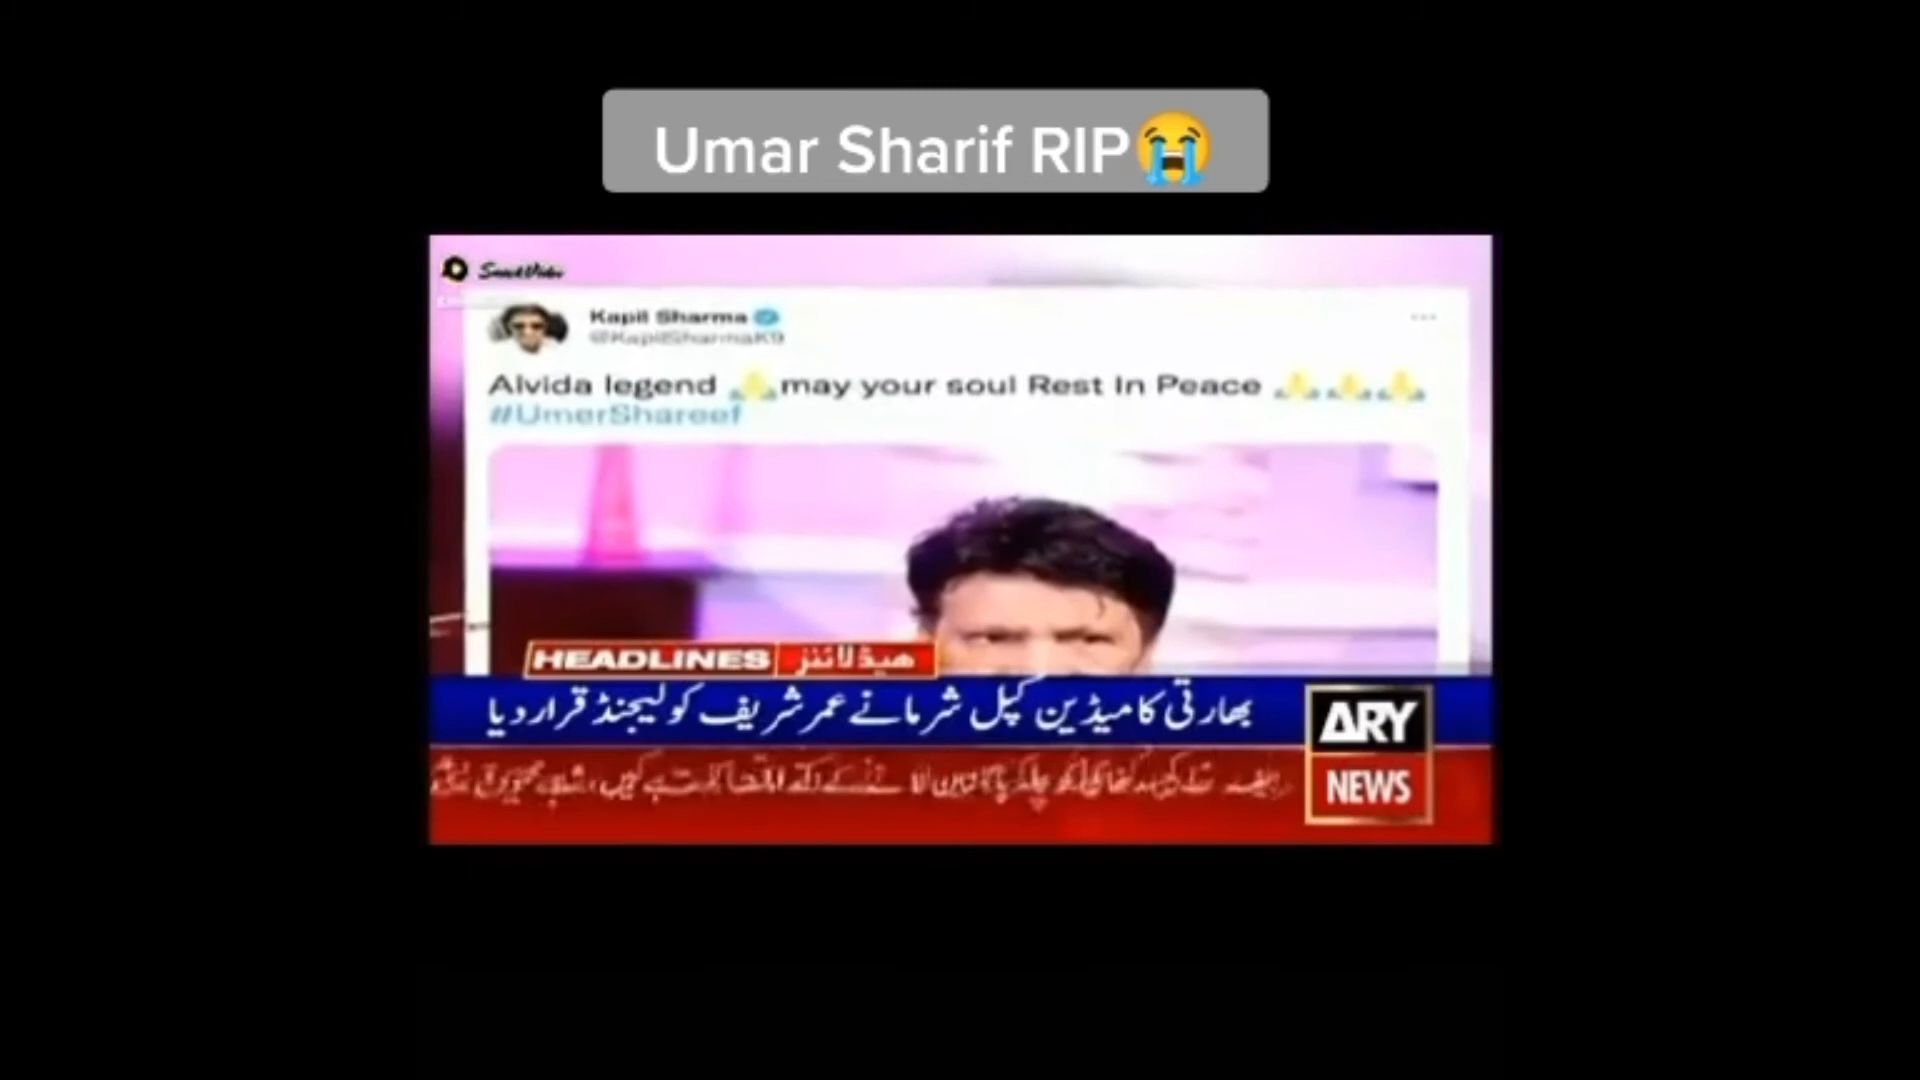 Umar Sharif RIP😭
SnackVideo
Kapil Sharma
@KapilSharmaK9
Alvida legend 🙏may your soul Rest In Peace 🙏🙏🙏
#UmerShareef
HEADLINES ہیڈلائنز
بھارتی کامیڈین کپل شرما نے عمر شریف کو لیجنڈ قرار دیا
ARY
NEWS